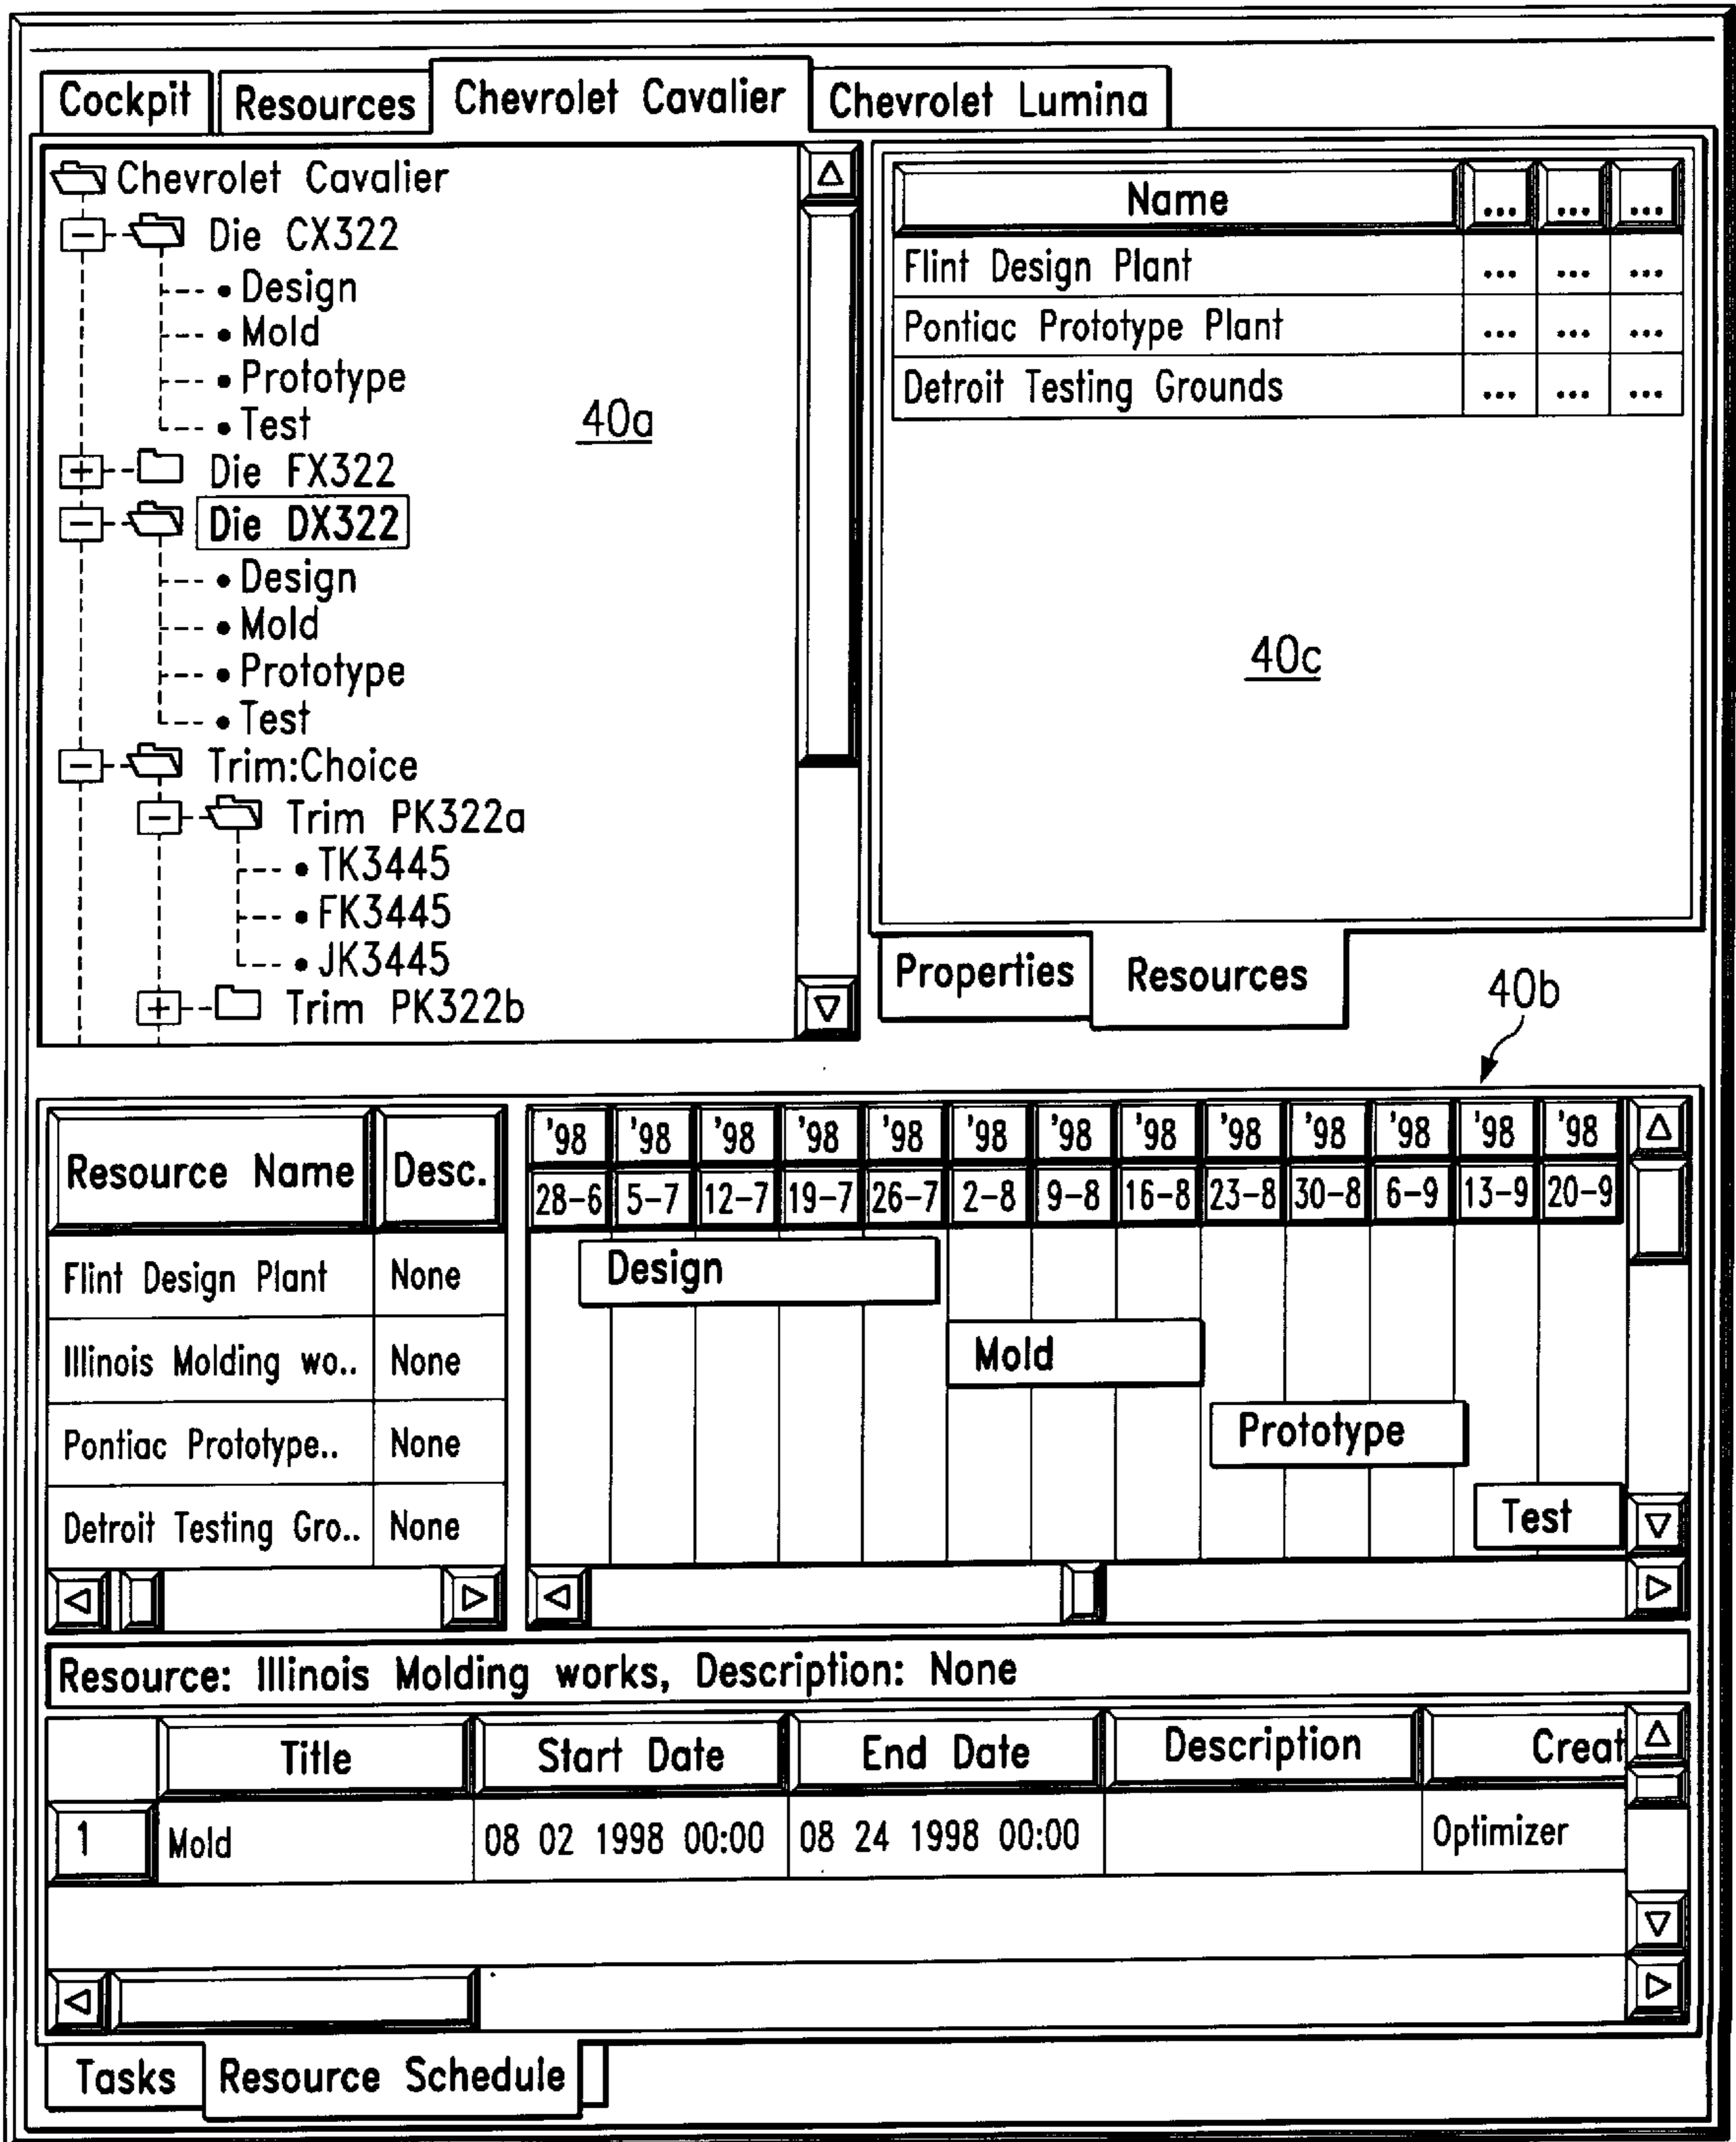 Cockpit Resources Chevrolet Cavalier Chevrolet Lumina
Chevrolet Cavalier
Die CX322
Design
Mold
Prototype
Test
40a
Die FX322
Die DX322
Design
Mold
Prototype
Test
Trim:Choice
Trim PK322a
TK3445
FK3445
JK3445
Trim PK322b
Name ... ... ...
Flint Design Plant ... ... ...
Pontiac Prototype Plant ... ... ...
Detroit Testing Grounds ... ... ...
40c
Properties Resources
40b
Resource Name Desc.
Flint Design Plant None
Illinois Molding wo.. None
Pontiac Prototype.. None
Detroit Testing Gro.. None
'98 '98 '98 '98 '98 '98 '98 '98 '98 '98 '98 '98 '98
28-6 5-7 12-7 19-7 26-7 2-8 9-8 16-8 23-8 30-8 6-9 13-9 20-9
Design
Mold
Prototype
Test
Resource: Illinois Molding works, Description: None
Title Start Date End Date Description Creat
1 Mold 08 02 1998 00:00 08 24 1998 00:00 Optimizer
Tasks Resource Schedule